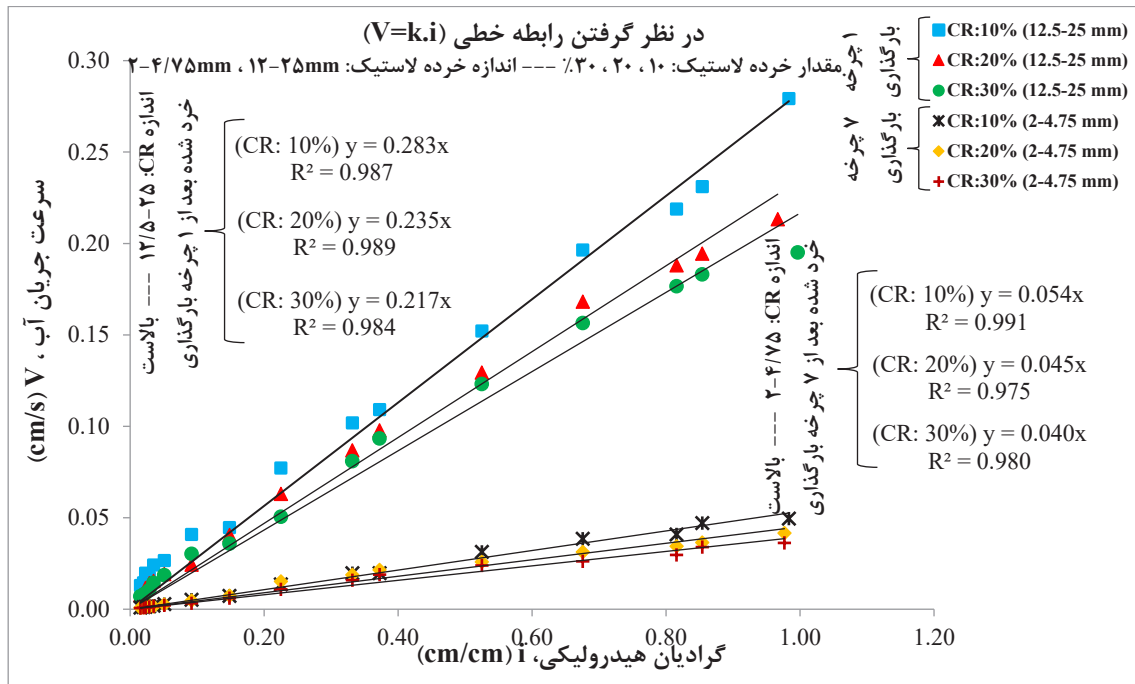 در نظر گرفتن رابطه خطی (V=k.i)
مقدار خرده لاستیک: ۱۰ ، ۲۰ ، ۳۰٪ --- اندازه خرده لاستیک: ۱۲-۲۵mm ، ۲-۴/۷۵mm
بارگذاری ۱ چرخه
CR:10% (12.5-25 mm)
CR:20% (12.5-25 mm)
CR:30% (12.5-25 mm)
بارگذاری ۷ چرخه
CR:10% (2-4.75 mm)
CR:20% (2-4.75 mm)
CR:30% (2-4.75 mm)
سرعت جریان آب ، V (cm/s)
0.30
0.25
0.20
0.15
0.10
0.05
0.00
اندازه CR: ۱۲/۵-۲۵ --- بالاست
خرد شده بعد از ۱ چرخه بارگذاری
(CR: 10%) y = 0.283x
R² = 0.987
(CR: 20%) y = 0.235x
R² = 0.989
(CR: 30%) y = 0.217x
R² = 0.984
اندازه CR: ۲-۴/۷۵ --- بالاست
خرد شده بعد از ۷ چرخه بارگذاری
(CR: 10%) y = 0.054x
R² = 0.991
(CR: 20%) y = 0.045x
R² = 0.975
(CR: 30%) y = 0.040x
R² = 0.980
0.00 0.20 0.40 0.60 0.80 1.00 1.20
گرادیان هیدرولیکی، i (cm/cm)